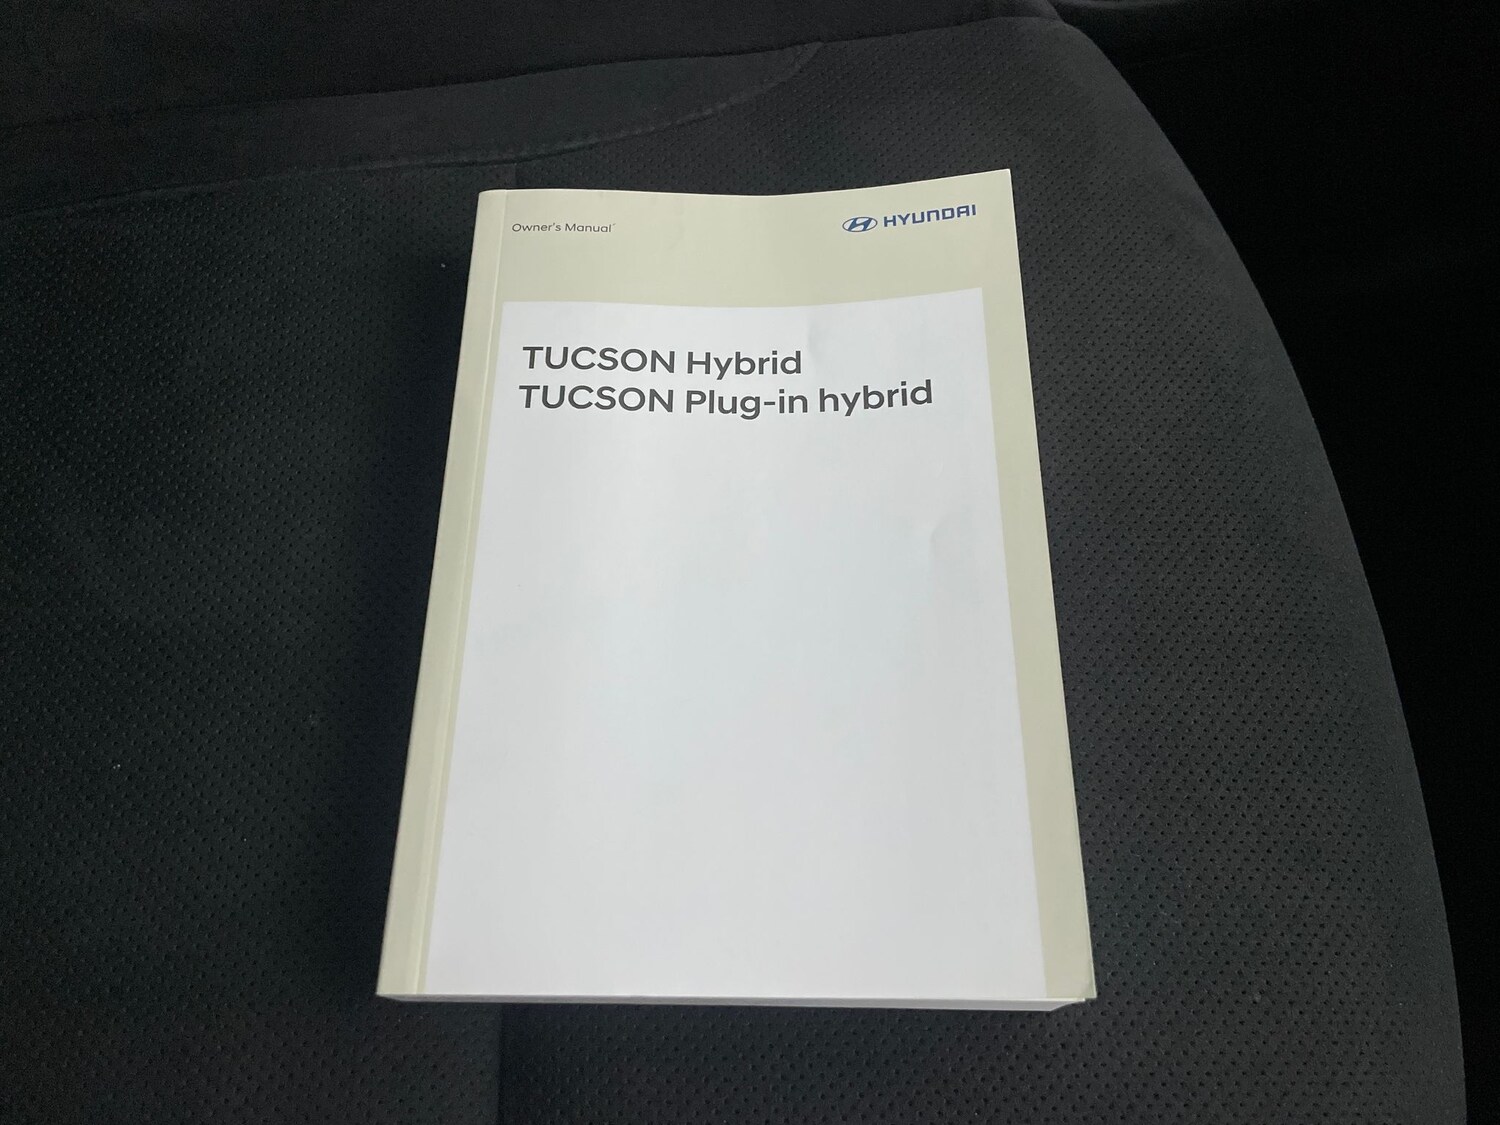 Owner's Manual
HYUNDAI
TUCSON Hybrid
TUCSON Plug-in hybrid